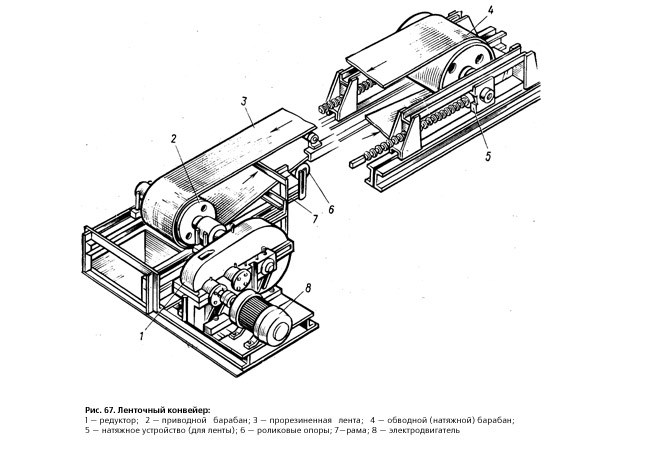 4
3
2
5
6
7
8
1
Рис. 67. Ленточный конвейер:
1 — редуктор; 2 — приводной барабан; 3 — прорезиненная лента; 4 — обводной (натяжной) барабан;
5 — натяжное устройство (для ленты); 6 — роликовые опоры; 7—рама; 8 — электродвигатель